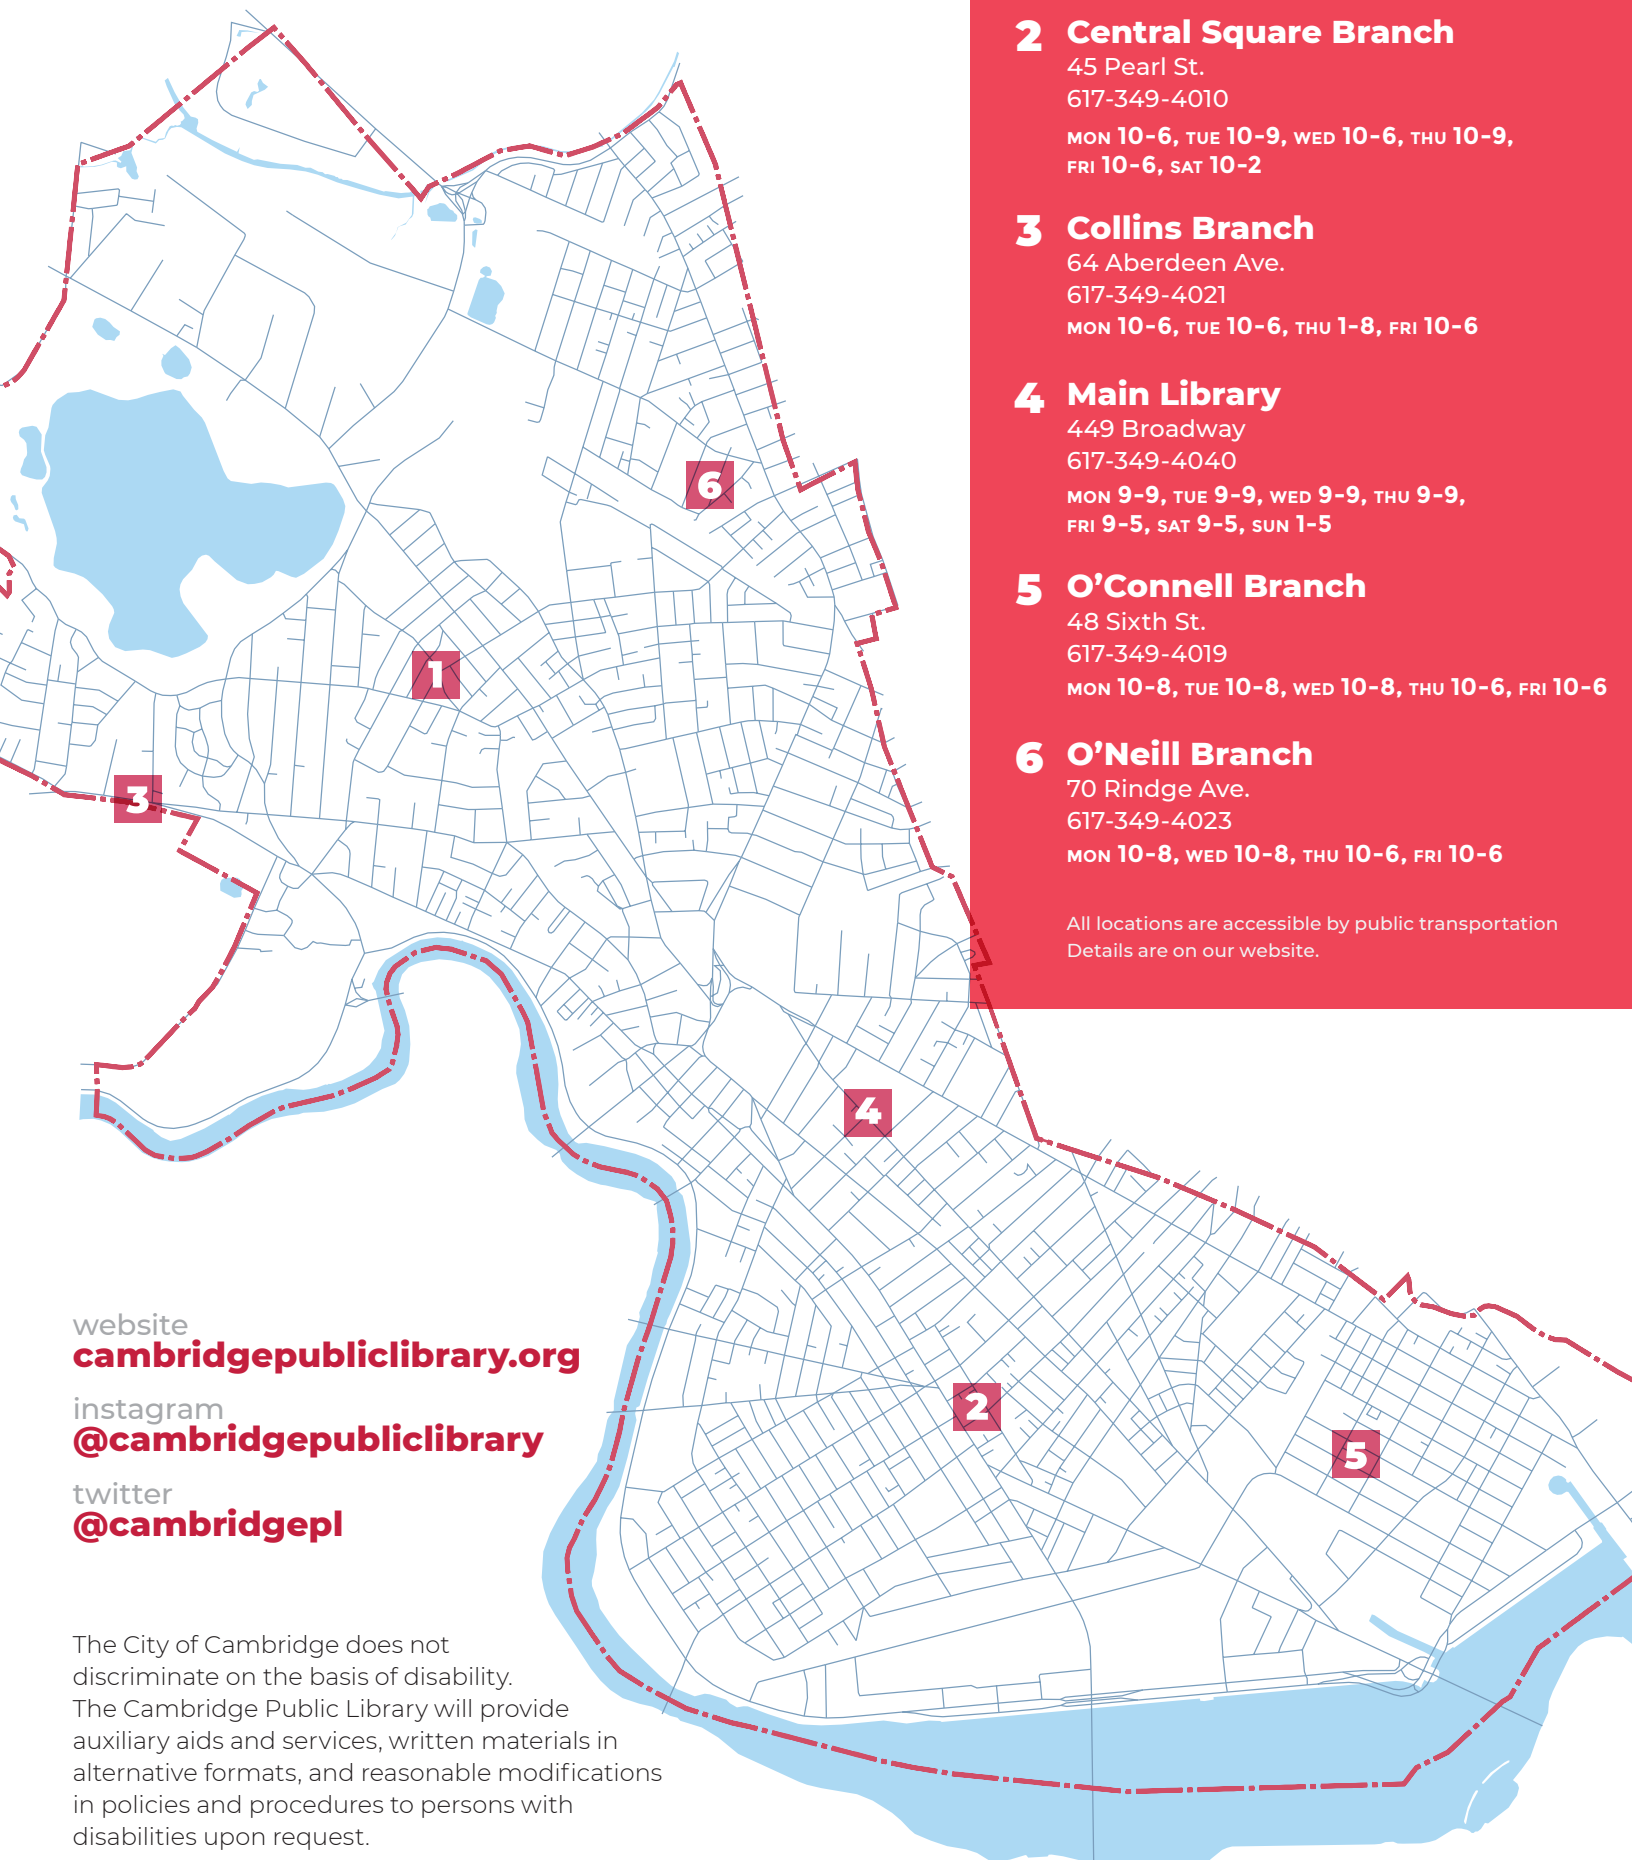 2 Central Square Branch
45 Pearl St.
617-349-4010
MON 10-6, TUE 10-9, WED 10-6, THU 10-9,
FRI 10-6, SAT 10-2
3 Collins Branch
64 Aberdeen Ave.
617-349-4021
MON 10-6, TUE 10-6, THU 1-8, FRI 10-6
4 Main Library
449 Broadway
617-349-4040
MON 9-9, TUE 9-9, WED 9-9, THU 9-9,
FRI 9-5, SAT 9-5, SUN 1-5
5 O’Connell Branch
48 Sixth St.
617-349-4019
MON 10-8, TUE 10-8, WED 10-8, THU 10-6, FRI 10-6
6 O’Neill Branch
70 Rindge Ave.
617-349-4023
MON 10-8, WED 10-8, THU 10-6, FRI 10-6
All locations are accessible by public transportation
Details are on our website.
6
1
3
4
2
5
website
cambridgepubliclibrary.org
instagram
@cambridgepubliclibrary
twitter
@cambridgepl
The City of Cambridge does not
discriminate on the basis of disability.
The Cambridge Public Library will provide
auxiliary aids and services, written materials in
alternative formats, and reasonable modifications
in policies and procedures to persons with
disabilities upon request.